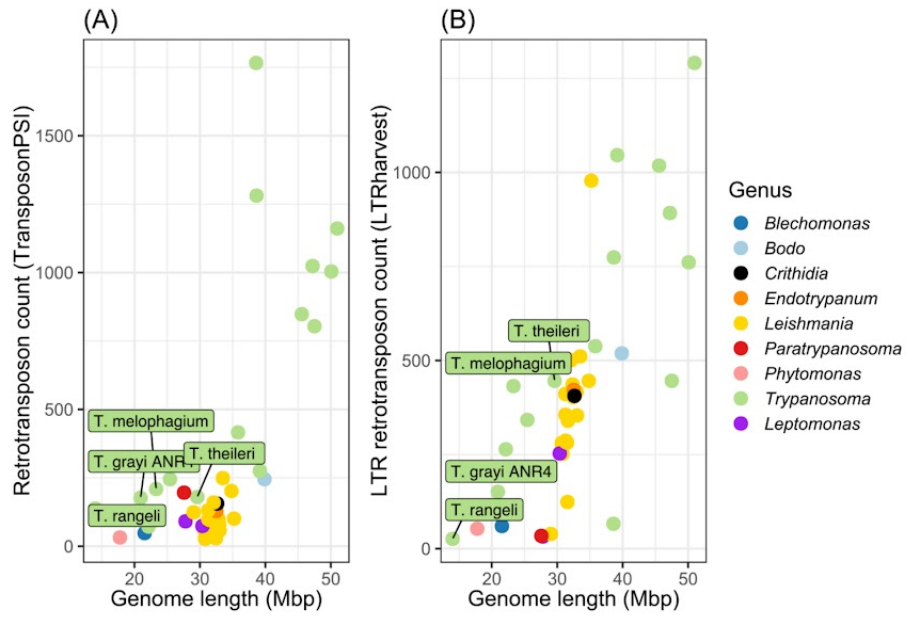 (A)
Retrotransposon count (TransposonPSI)
1500
1000
500
0
T. melophagium
T. grayi ANR
T. theileri
T. rangeli
20
30
40
50
Genome length (Mbp)
(B)
LTR retrotransposon count (LTRharvest)
1000
500
0
T. theileri
T. melophagium
T. grayi ANR4
T. rangeli
20
30
40
50
Genome length (Mbp)
Genus
Blechomonas
Bodo
Crithidia
Endotrypanum
Leishmania
Paratrypanosoma
Phytomonas
Trypanosoma
Leptomonas